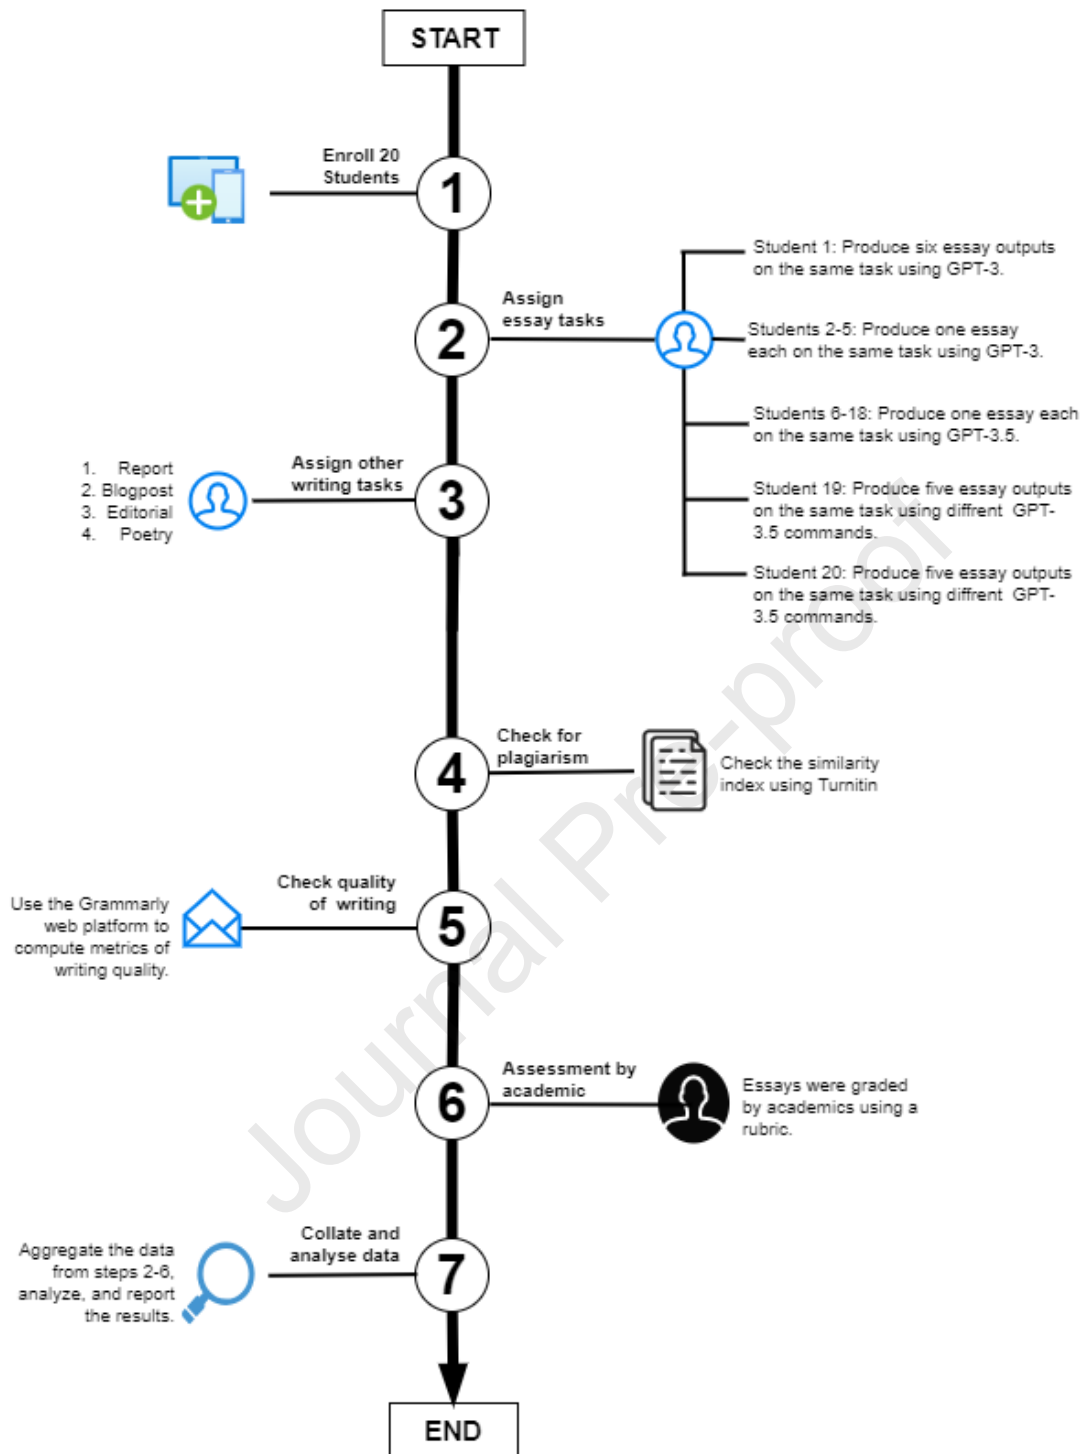 START
Enroll 20
Students
1
Assign
essay tasks
2
Student 1: Produce six essay outputs
on the same task using GPT-3.
Students 2-5: Produce one essay
each on the same task using GPT-3.
Students 6-18: Produce one essay each
on the same task using GPT-3.5.
Student 19: Produce five essay outputs
on the same task using diffrent GPT-
3.5 commands.
Student 20: Produce five essay outputs
on the same task using diffrent GPT-
3.5 commands.
Assign other
writing tasks
3
1. Report
2. Blogpost
3. Editorial
4. Poetry
Check for
plagiarism
4
Check the similarity
index using Turnitin
Check quality
of writing
5
Use the Grammarly
web platform to
compute metrics of
writing quality.
Assessment by
academic
6
Essays were graded
by academics using a
rubric.
Collate and
analyse data
7
Aggregate the data
from steps 2-6,
analyze, and report
the results.
END
Journal Pre-proof